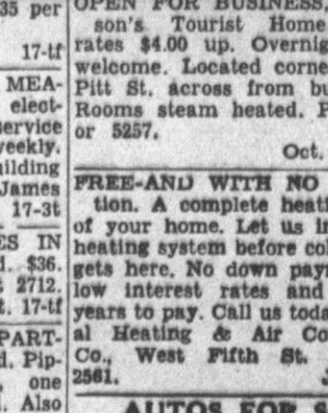 35 per
17-tf
MEA-
elect-
service
weekly.
uilding
James
17-3t
ES IN
d. $36.
2712.
t. 17-tf
PART-
d. Pip-
, one
. Also
OPEN FOR BUSINESS,
son's Tourist Home
rates $4.00 up. Overnig
welcome. Located corne
Pitt St. across from bu
Rooms steam heated. P
or 5257.
Oct.
FREE-AND WITH NO
tion. A complete heati
of your home. Let us in
heating system before col
gets here. No down payn
low interest rates and
years to pay. Call us toda
al Heating & Air Co
Co., West Fifth St.
2561.
AUTOS FOR S